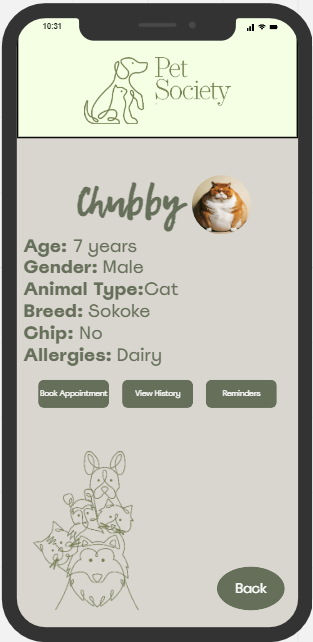 10:31
Pet
Society
Chubby
Age: 7 years
Gender: Male
Animal Type:Cat
Breed: Sokoke
Chip: No
Allergies: Dairy
Book Appointment View History Reminders
Back